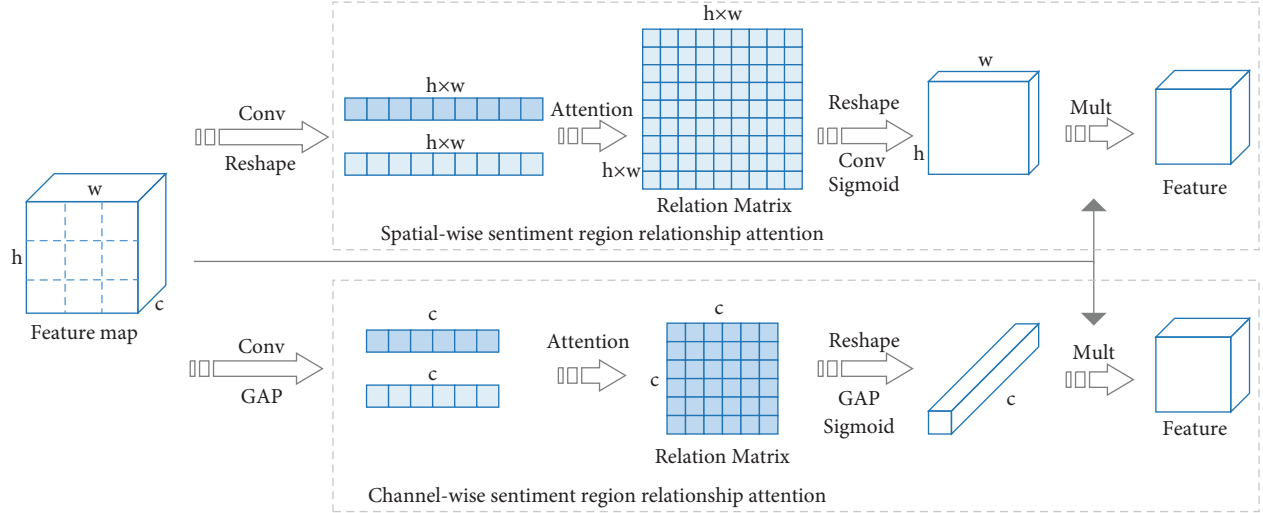 h×w
w
h×w
Conv
Attention
Reshape
Mult
h×w
Reshape
h
Conv
h×w
Sigmoid
Feature
w
Relation Matrix
Spatial-wise sentiment region relationship attention
h
c
Feature map
c
c
Conv
Attention
Reshape
Mult
c
c
GAP
GAP
c
Sigmoid
Feature
Relation Matrix
Channel-wise sentiment region relationship attention